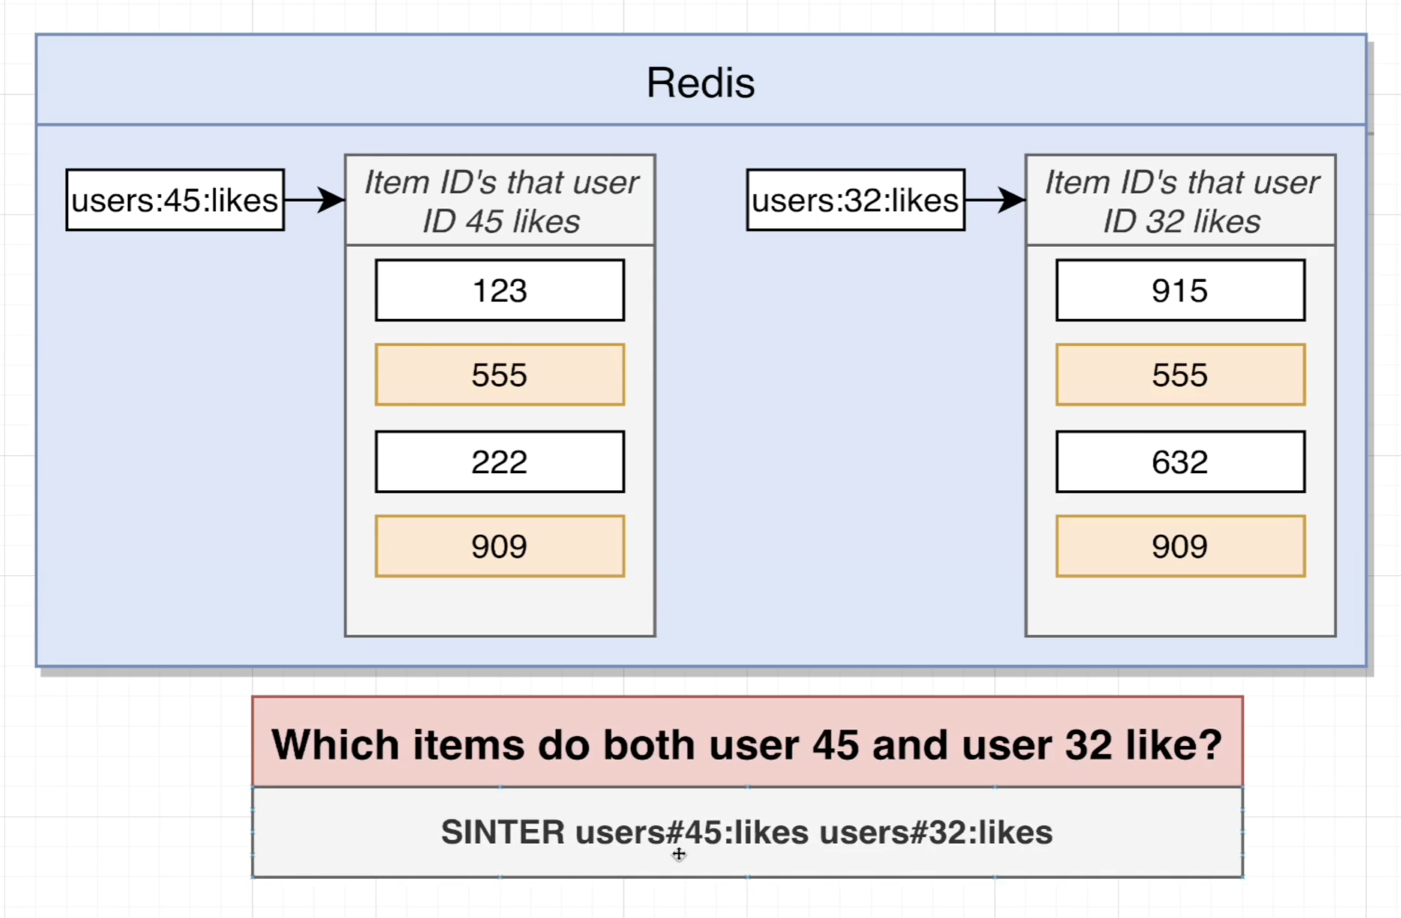 Redis
users:45:likes
Item ID's that user
ID 45 likes
123
555
222
909
users:32:likes
Item ID's that user
ID 32 likes
915
555
632
909
Which items do both user 45 and user 32 like?
SINTER users#45:likes users#32:likes